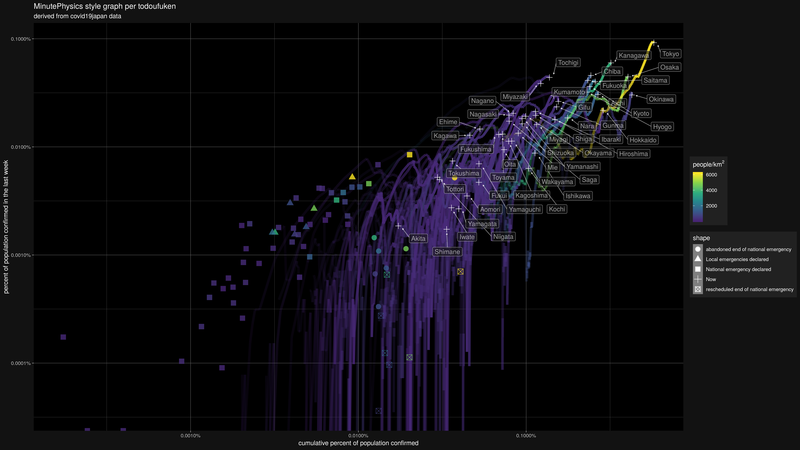 MinutePhysics style graph per todoufuken
derived from covid19japan data
0.1000%
0.0100%
0.0010%
0.0001%
percent of population confirmed in the last week
0.0010%
0.0100%
0.1000%
cumulative percent of population confirmed
Tokyo
Kanagawa
Osaka
Tochigi
Chiba
Saitama
Fukuoka
Kumamoto
Miyazaki
Nagano
Aichi
Okinawa
Gifu
Nagasaki
Kyoto
Ehime
Nara
Gunma
Hyogo
Kagawa
Miyagi
Shiga
Ibaraki
Hokkaido
Fukushima
Shizuoka
Okayama
Hiroshima
Oita
Mie
Yamanashi
Tokushima
Toyama
Wakayama
Saga
Tottori
Fukui
Kagoshima
Ishikawa
Aomori
Yamaguchi
Kochi
Yamagata
Akita
Iwate
Niigata
Shimane
people/km²
6000
4000
2000
shape
abandoned end of national emergency
Local emergencies declared
National emergency declared
Now
rescheduled end of national emergency